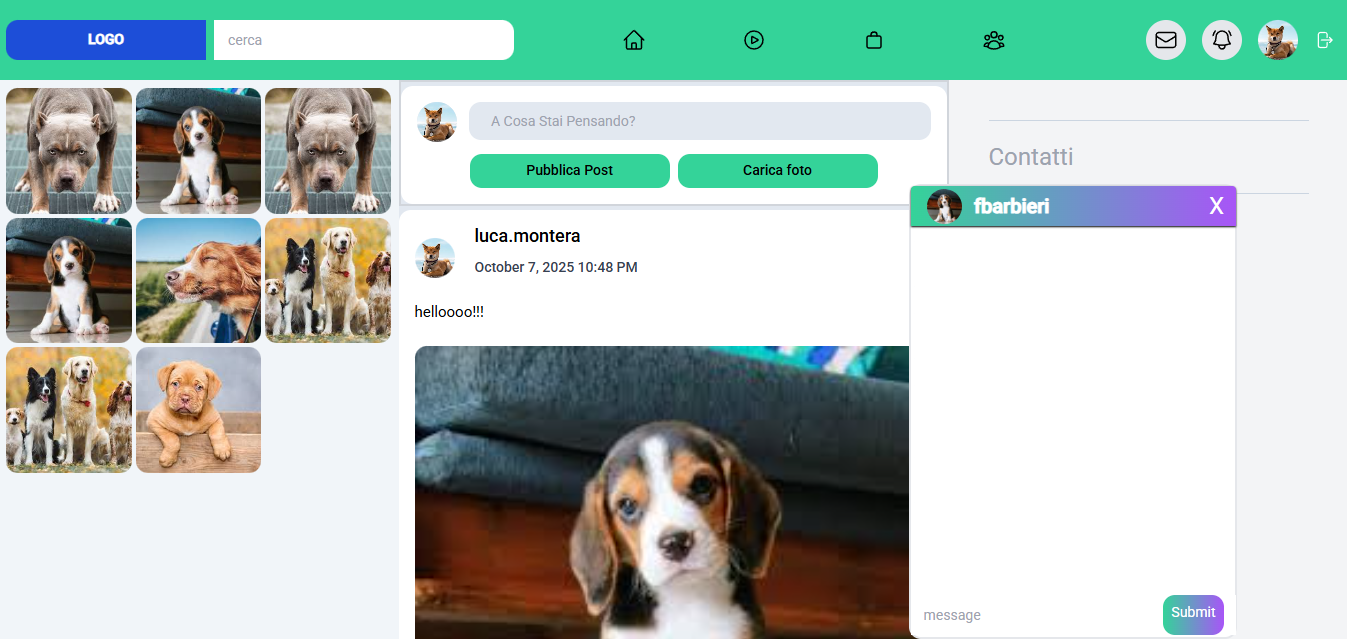 LOGO
cerca
A Cosa Stai Pensando?
Pubblica Post
Carica foto
luca.montera
October 7, 2025 10:48 PM
helloooo!!!
Contatti
fbarbieri
X
message
Submit